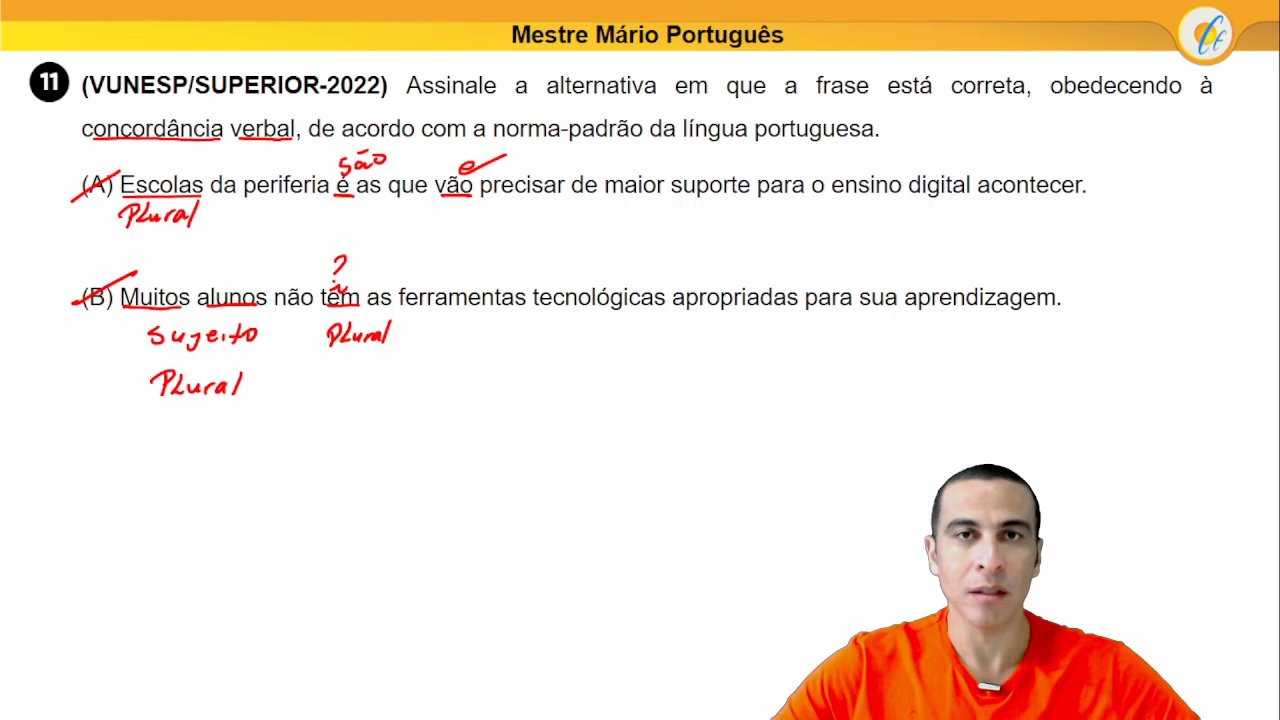 Mestre Mário Português
11 (VUNESP/SUPERIOR-2022) Assinale a alternativa em que a frase está correta, obedecendo à
concordância verbal, de acordo com a norma-padrão da língua portuguesa.
são
(A) Escolas da periferia é as que vão precisar de maior suporte para o ensino digital acontecer.
Plural
?
(B) Muitos alunos não tem as ferramentas tecnológicas apropriadas para sua aprendizagem.
Sujeito Plural
Plural